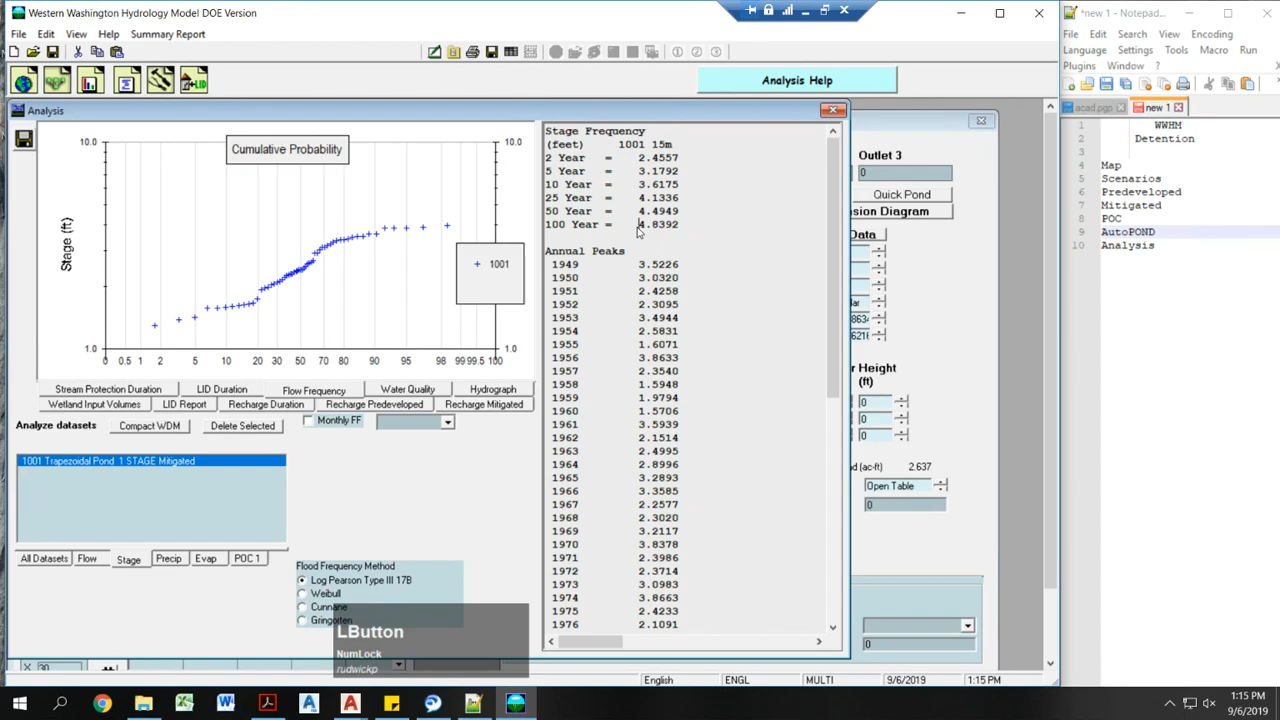 Western Washington Hydrology Model DOE Version
File Edit View Help Summary Report
Analysis Help
Analysis
Cumulative Probability
10.0 10.0
Stage (ft)
1001
1.0 1.0
0 0.5 1 2 5 10 20 30 50 70 80 90 95 98 99 99.5 100
Stream Protection Duration LID Duration Flow Frequency Water Quality Hydrograph
Wetland Input Volumes LID Report Recharge Duration Recharge Predeveloped Recharge Mitigated
Analyze datasets Compact WDM Delete Selected Monthly FF
1001 Trapezoidal Pond 1 STAGE Mitigated
All Datasets Flow Stage Precip Evap POC 1
Flood Frequency Method
Log Pearson Type III 17B
Weibull
Cunnane
Gringorten
Stage Frequency
(feet) 1001 15m
2 Year = 2.4557
5 Year = 3.1792
10 Year = 3.6175
25 Year = 4.1336
50 Year = 4.4949
100 Year = 4.8392
Annual Peaks
1949 3.5226
1950 3.0320
1951 2.4258
1952 2.3095
1953 3.4944
1954 2.5831
1955 1.6071
1956 3.8633
1957 2.3540
1958 1.5948
1959 1.9794
1960 1.5706
1961 3.5939
1962 2.1514
1963 2.4995
1964 2.8996
1965 3.2893
1966 3.3585
1967 2.2577
1968 2.3020
1969 3.2117
1970 3.8378
1971 2.3986
1972 2.3714
1973 3.0983
1974 3.8663
1975 2.4233
1976 2.1091
Outlet 3
0
Quick Pond
sion Diagram
Data
lar
8634
6216
r Height
(ft)
0
0
0
d (ac-ft) 2.637
Open Table
0
0
LButton
NumLock
rudwickp
X 30
English ENGL MULTI 9/6/2019 1:15 PM
*new 1 - Notepad...
File Edit Search View Encoding
Language Settings Tools Macro Run
Plugins Window ?
acad.pgp new 1
1 WWHM
2 Detention
3
4 Map
5 Scenarios
6 Predeveloped
7 Mitigated
8 POC
9 AutoPOND
10 Analysis
1:15 PM
9/6/2019